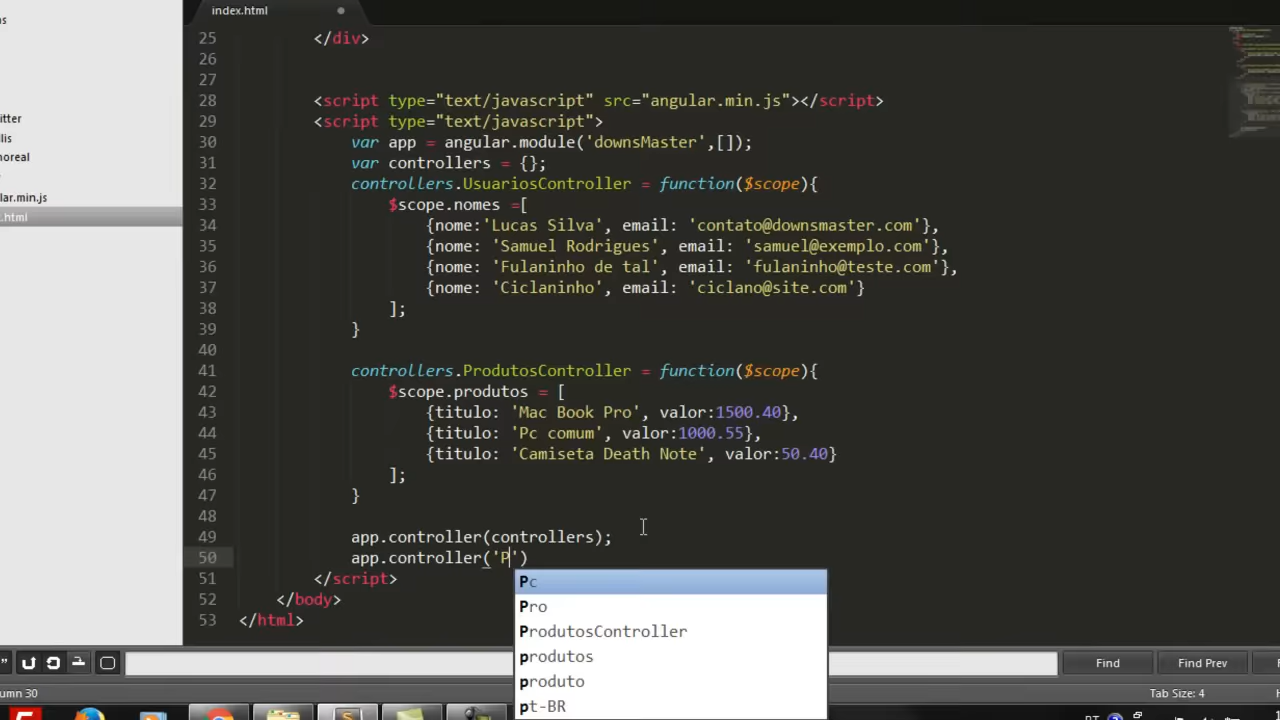 index.html
25 </div>
26
27
28 <script type="text/javascript" src="angular.min.js"></script>
29 <script type="text/javascript">
30 var app = angular.module('downsMaster',[]);
31 var controllers = {};
32 controllers.UsuariosController = function($scope){
33 $scope.nomes =[
34 {nome:'Lucas Silva', email: 'contato@downsmaster.com'},
35 {nome: 'Samuel Rodrigues', email: 'samuel@exemplo.com'},
36 {nome: 'Fulaninho de tal', email: 'fulaninho@teste.com'},
37 {nome: 'Ciclaninho', email: 'ciclano@site.com'}
38 ];
39 }
40
41 controllers.ProdutosController = function($scope){
42 $scope.produtos = [
43 {titulo: 'Mac Book Pro', valor:1500.40},
44 {titulo: 'Pc comum', valor:1000.55},
45 {titulo: 'Camiseta Death Note', valor:50.40}
46 ];
47 }
48
49 app.controller(controllers);
50 app.controller('P')
51 </script>
52 </body>
53 </html>
Pc
Pro
ProdutosController
produtos
produto
pt-BR
itter
llis
noreal
lar.min.js
.html
Find
Find Prev
umn 30
Tab Size: 4
PT